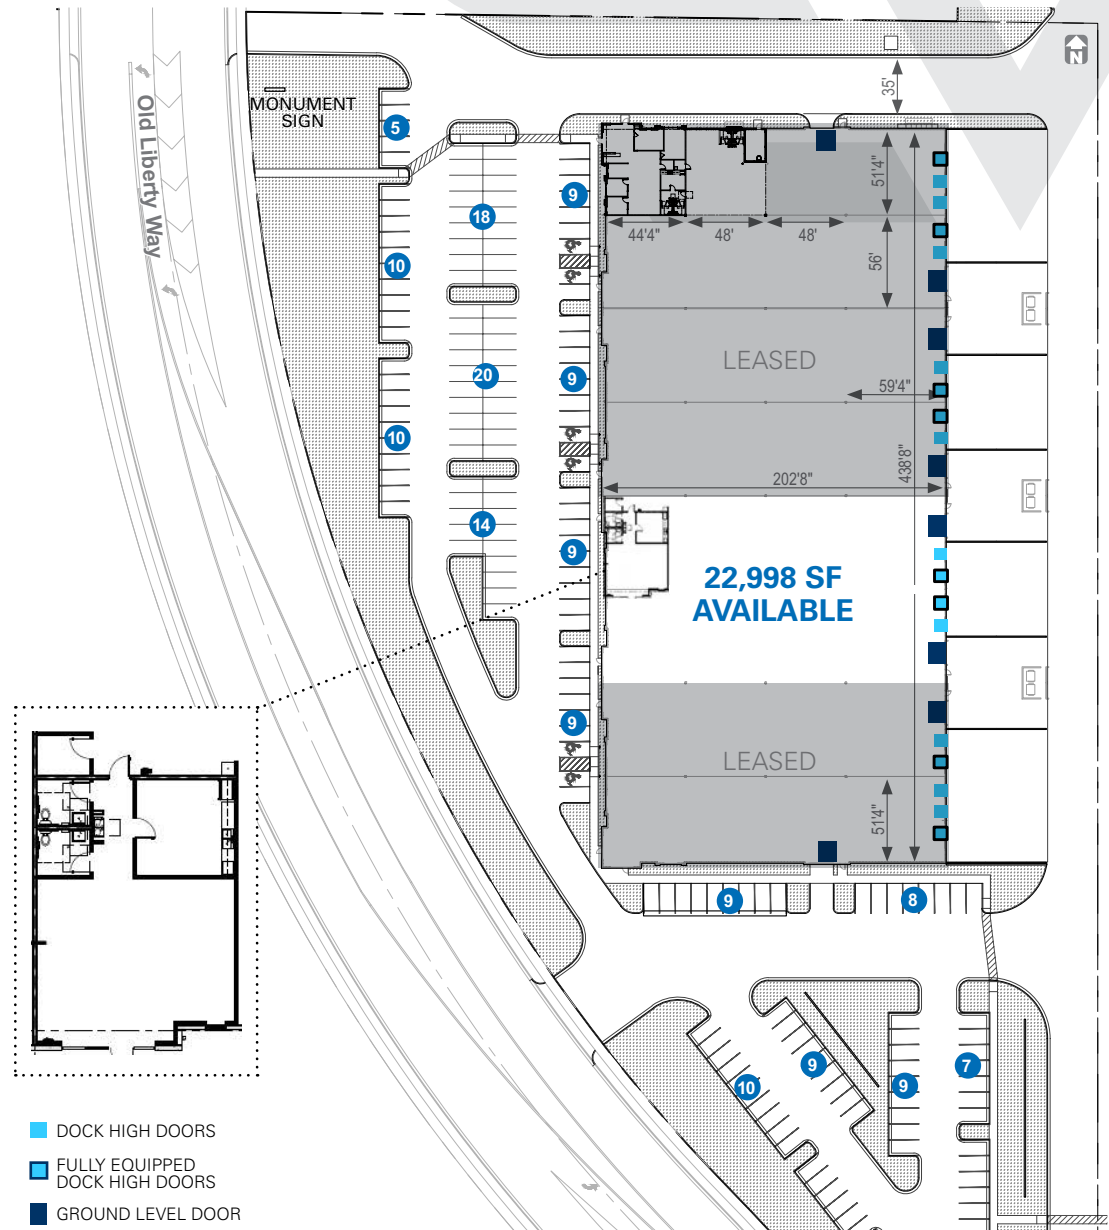 N
MONUMENT
SIGN
Old Liberty Way
35'
5
9
18
10
51'4"
44'4"
48'
48'
56'
LEASED
20
9
59'4"
10
438'8"
202'8"
14
9
22,998 SF
AVAILABLE
9
LEASED
51'4"
9
8
10
9
9
7
DOCK HIGH DOORS
FULLY EQUIPPED
DOCK HIGH DOORS
GROUND LEVEL DOOR